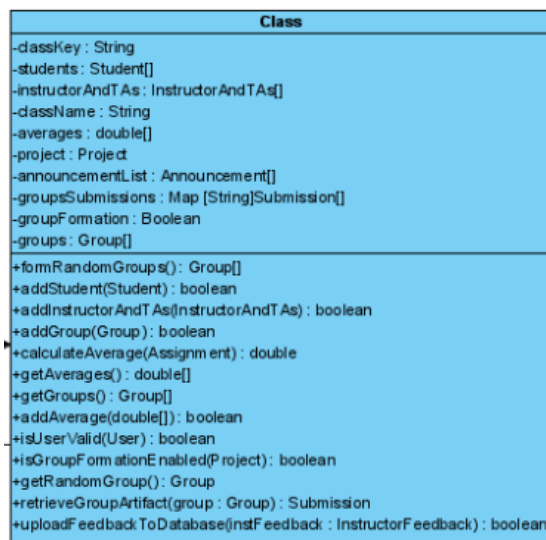 Class
-classKey : String
-students : Student[]
-instructorAndTAs : InstructorAndTAs[]
-className : String
-averages : double[]
-project : Project
-announcementList : Announcement[]
-groupsSubmissions : Map [String]Submission[]
-groupFormation : Boolean
-groups : Group[]
+formRandomGroups() : Group[]
+addStudent(Student) : boolean
+addInstructorAndTAs(InstructorAndTAs) : boolean
+addGroup(Group) : boolean
+calculateAverage(Assignment) : double
+getAverages() : double[]
+getGroups() : Group[]
+addAverage(double[]) : boolean
+isUserValid(User) : boolean
+isGroupFormationEnabled(Project) : boolean
+getRandomGroup() : Group
+retrieveGroupArtifact(group : Group) : Submission
+uploadFeedbackToDatabase(instFeedback : InstructorFeedback) : boolean